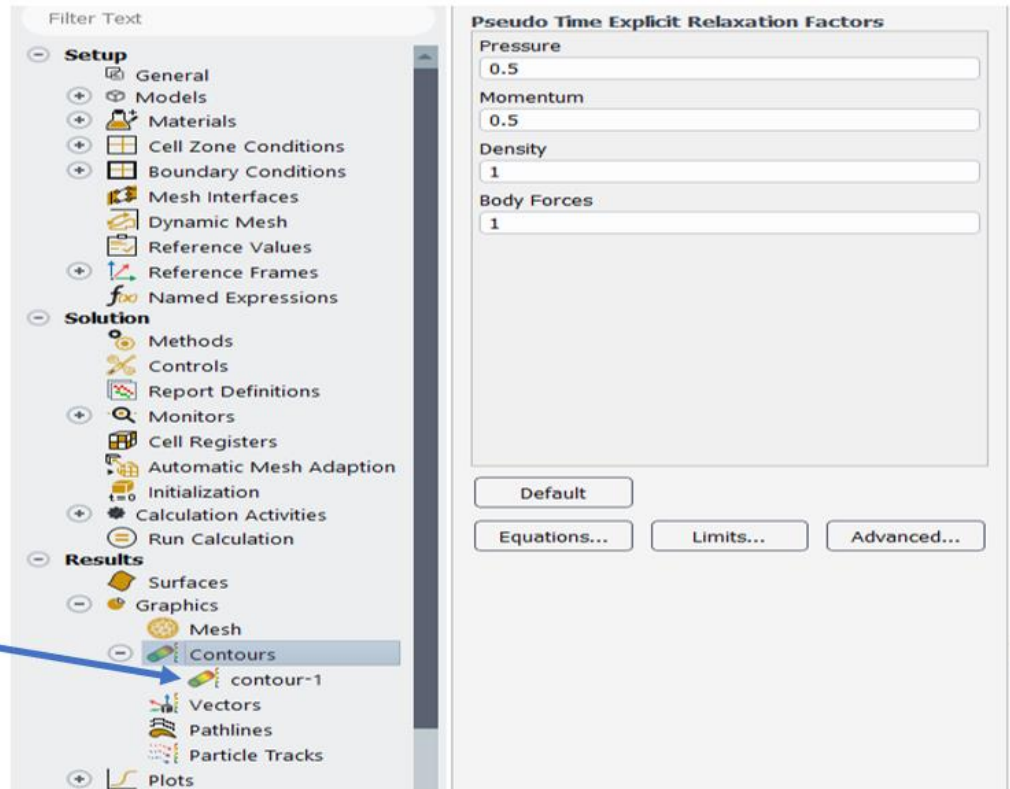 Filter Text
Setup
General
Models
Materials
Cell Zone Conditions
Boundary Conditions
Mesh Interfaces
Dynamic Mesh
Reference Values
Reference Frames
f(x) Named Expressions
Solution
Methods
Controls
Report Definitions
Monitors
Cell Registers
Automatic Mesh Adaption
t=0 Initialization
Calculation Activities
Run Calculation
Results
Surfaces
Graphics
Mesh
Contours
contour-1
Vectors
Pathlines
Particle Tracks
Plots
Pseudo Time Explicit Relaxation Factors
Pressure
0.5
Momentum
0.5
Density
1
Body Forces
1
Default
Equations... Limits... Advanced...